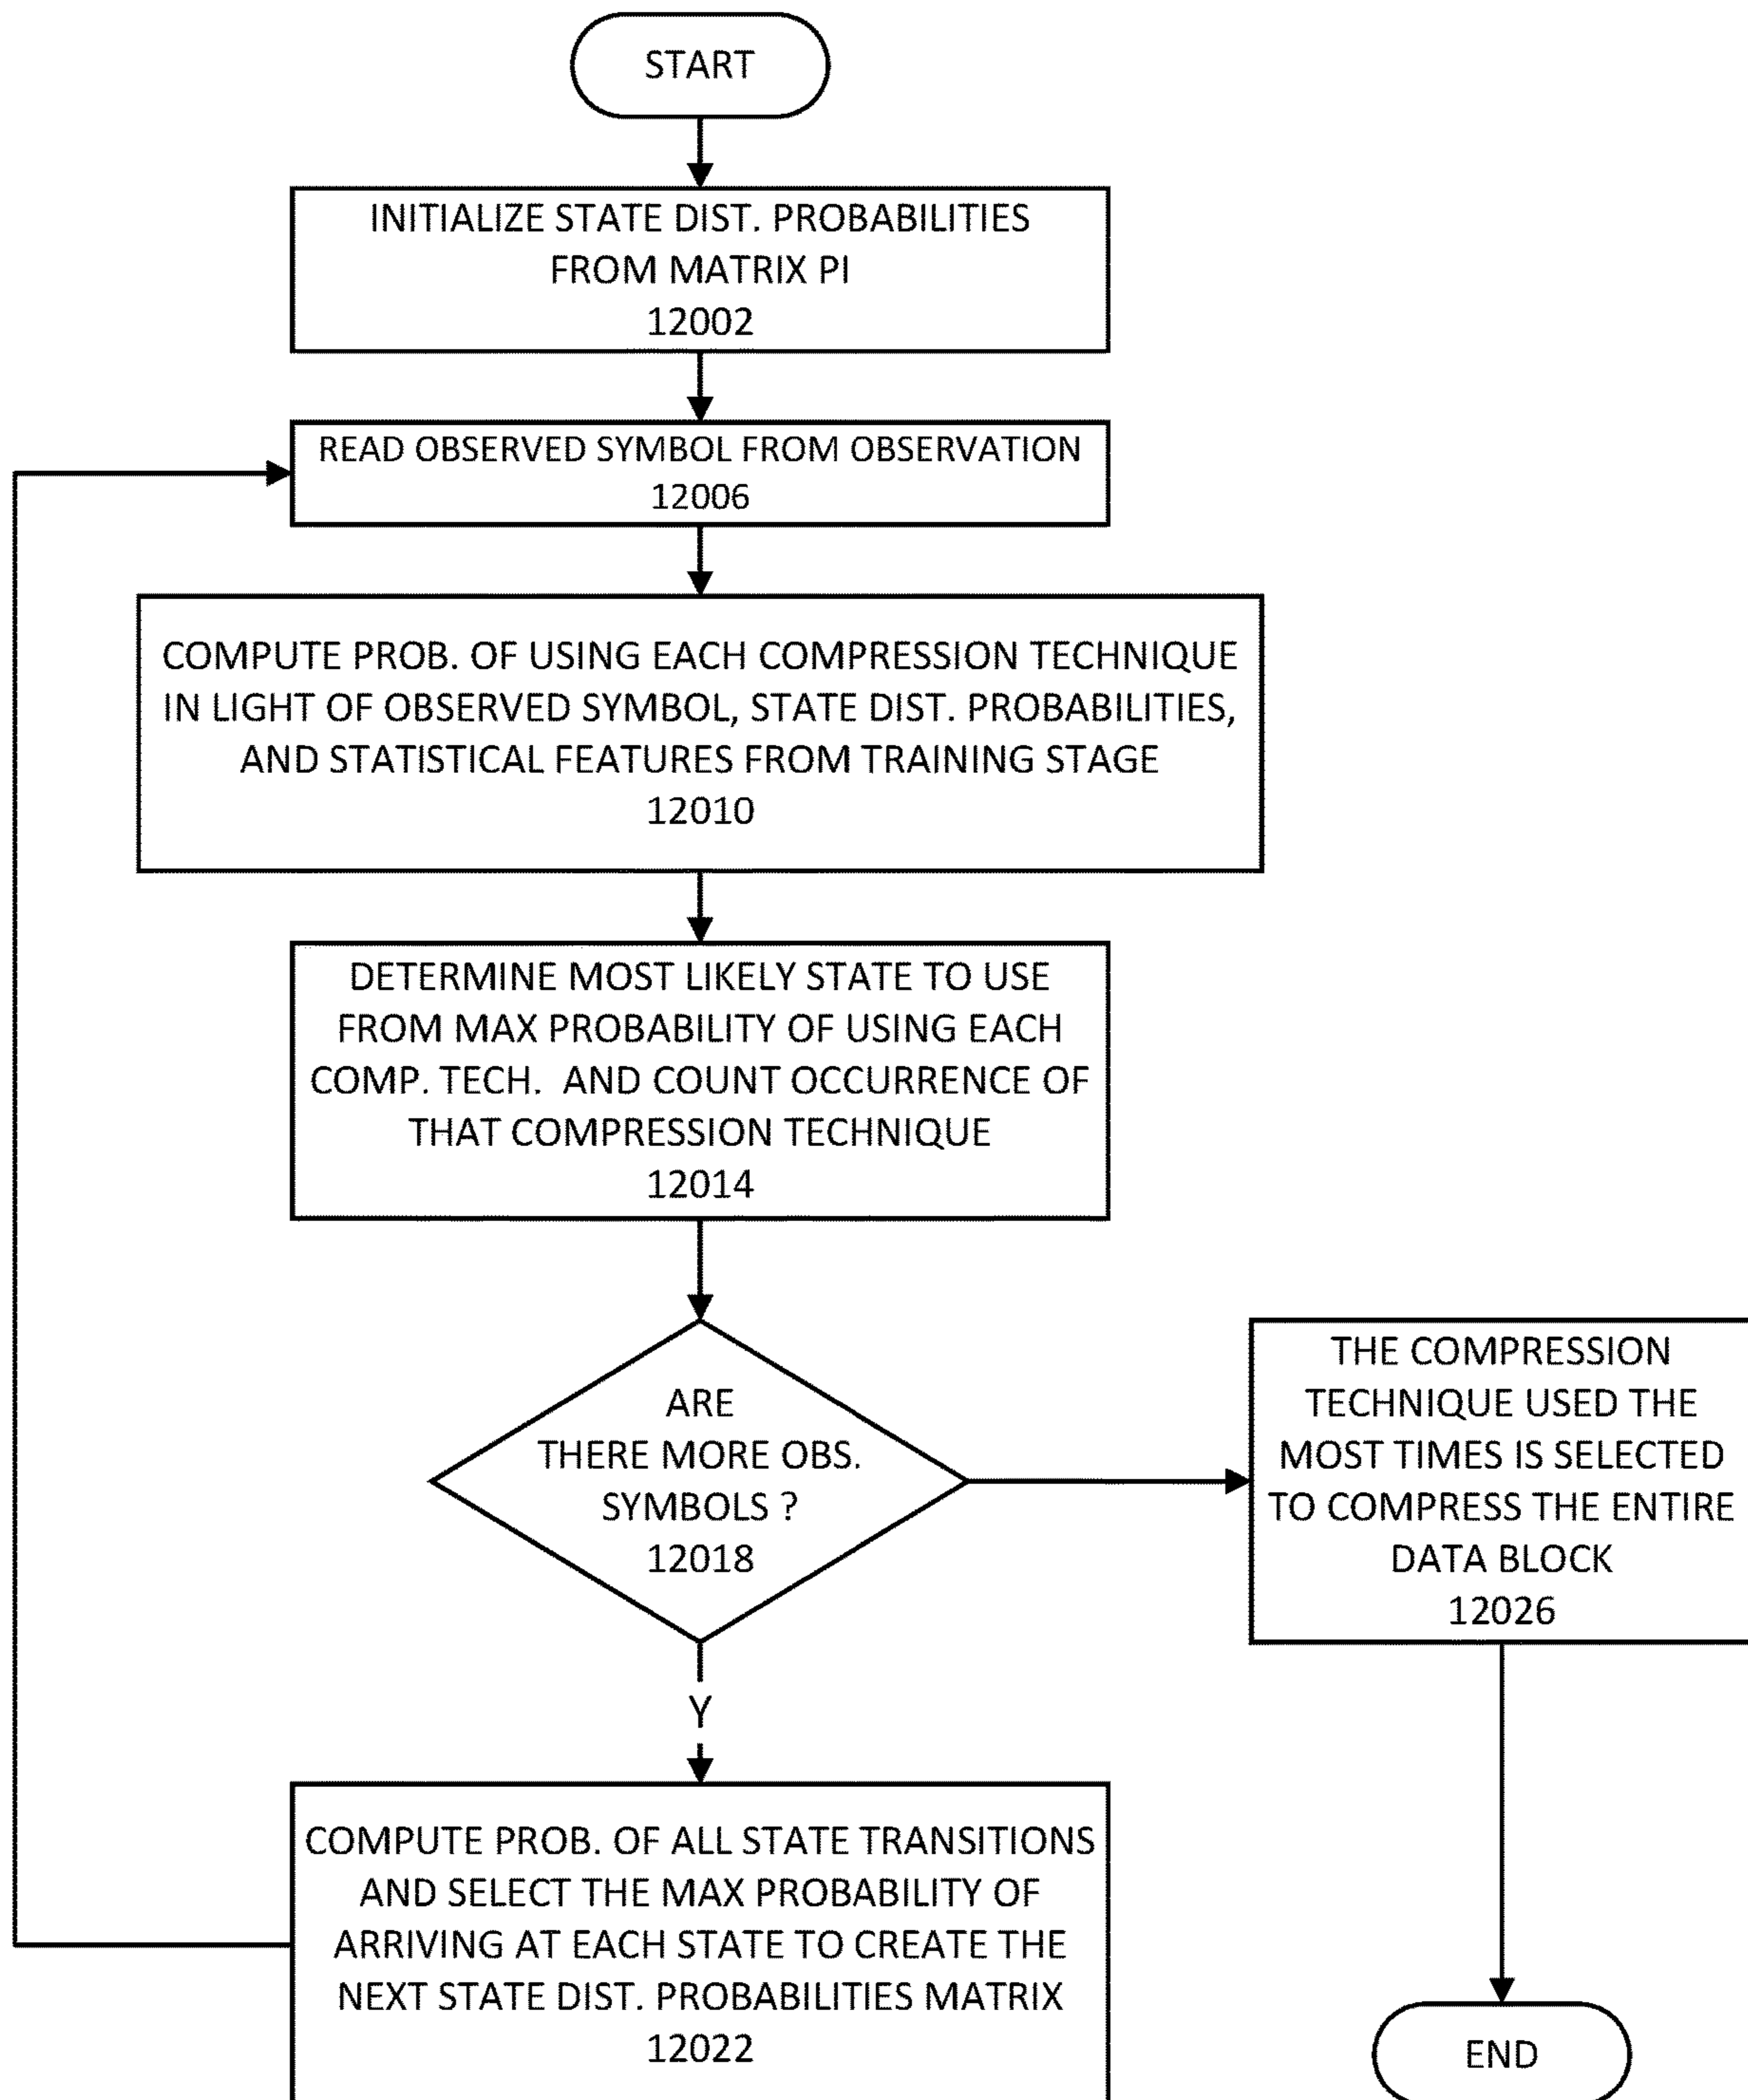 START
INITIALIZE STATE DIST. PROBABILITIES
FROM MATRIX PI
12002
READ OBSERVED SYMBOL FROM OBSERVATION
12006
COMPUTE PROB. OF USING EACH COMPRESSION TECHNIQUE
IN LIGHT OF OBSERVED SYMBOL, STATE DIST. PROBABILITIES,
AND STATISTICAL FEATURES FROM TRAINING STAGE
12010
DETERMINE MOST LIKELY STATE TO USE
FROM MAX PROBABILITY OF USING EACH
COMP. TECH. AND COUNT OCCURRENCE OF
THAT COMPRESSION TECHNIQUE
12014
ARE
THERE MORE OBS.
SYMBOLS ?
12018
THE COMPRESSION
TECHNIQUE USED THE
MOST TIMES IS SELECTED
TO COMPRESS THE ENTIRE
DATA BLOCK
12026
Y
COMPUTE PROB. OF ALL STATE TRANSITIONS
AND SELECT THE MAX PROBABILITY OF
ARRIVING AT EACH STATE TO CREATE THE
NEXT STATE DIST. PROBABILITIES MATRIX
12022
END